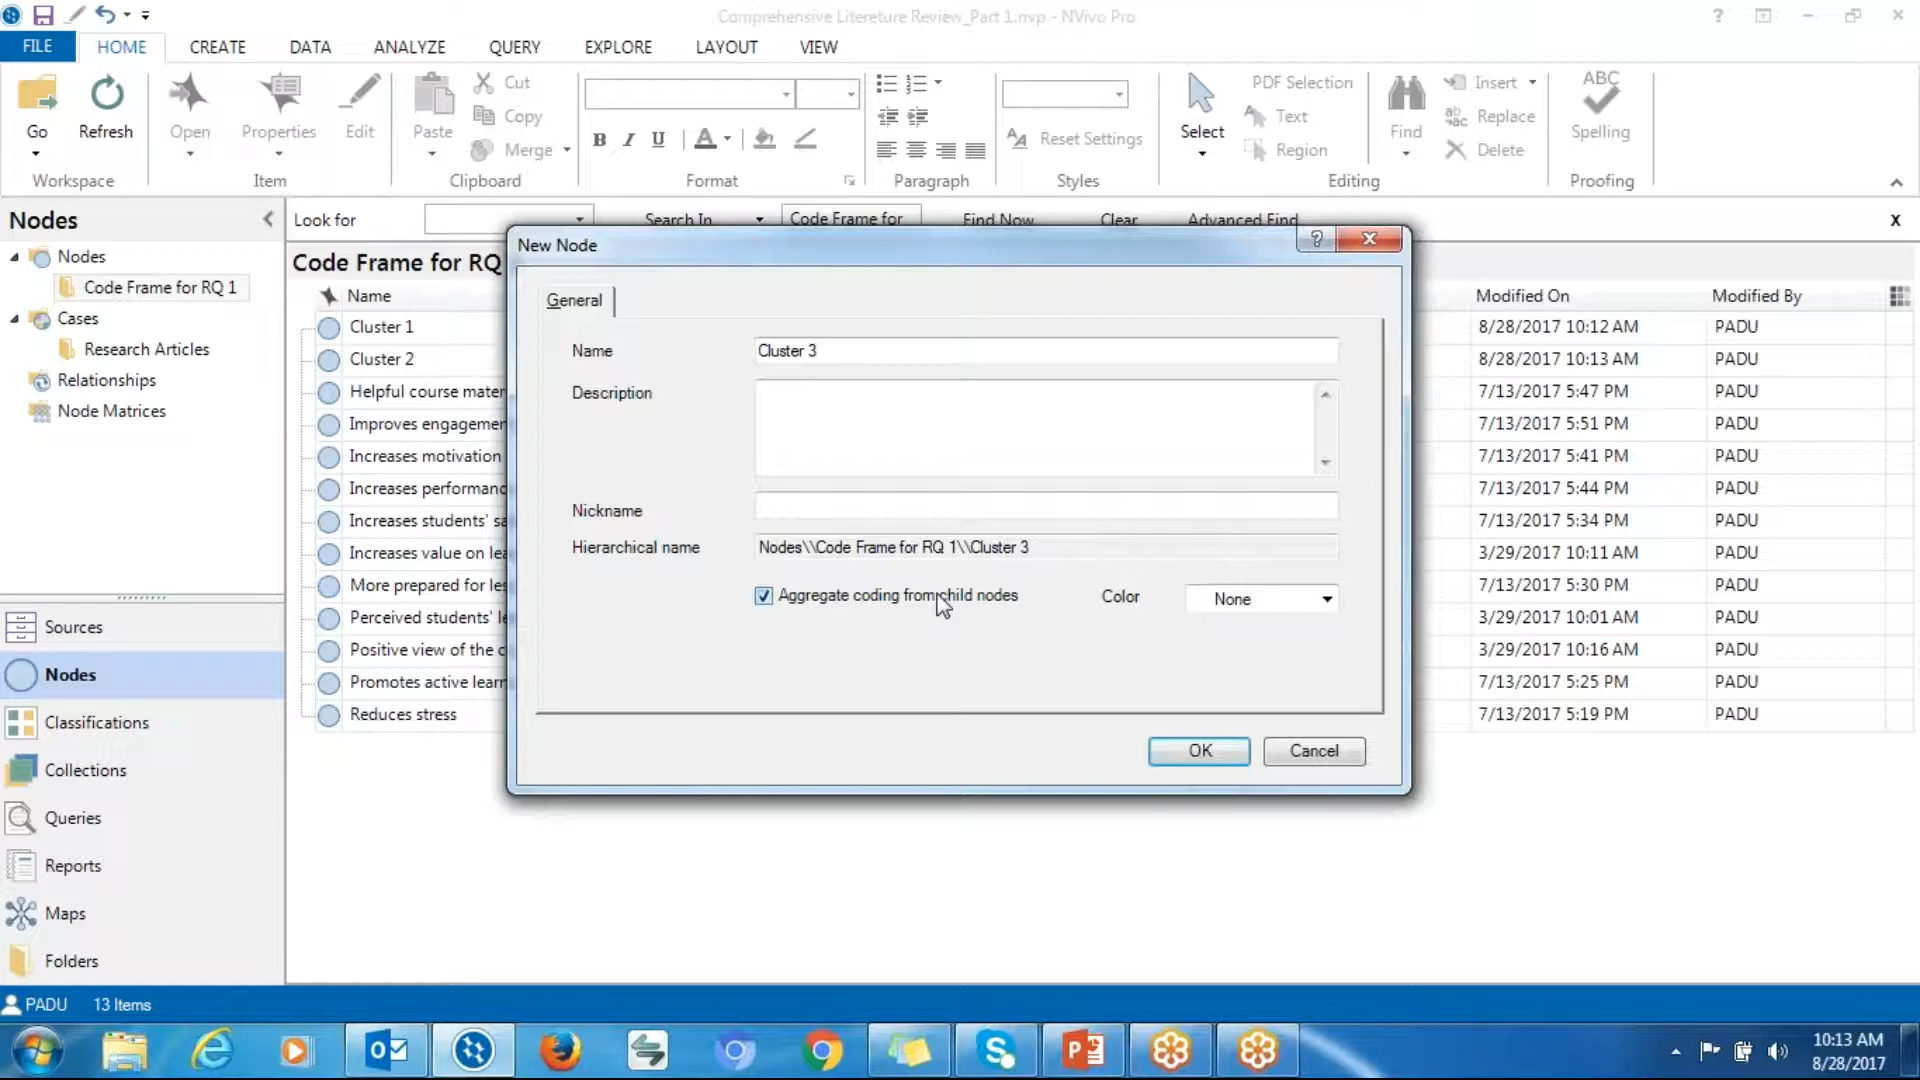 Comprehensive Literature Review_Part 1.nvp - NVivo Pro
FILE HOME CREATE DATA ANALYZE QUERY EXPLORE LAYOUT VIEW
Go Refresh Open Properties Edit Paste Cut Copy Merge
B I U A
Reset Settings
Select PDF Selection Text Region
Find Insert Replace Delete
ABC Spelling
Workspace Item Clipboard Format Paragraph Styles Editing Proofing
Nodes
Look for Search In Code Frame for Find Now Clear Advanced Find X
Nodes
Code Frame for RQ 1
Cases
Research Articles
Relationships
Node Matrices
Sources
Nodes
Classifications
Collections
Queries
Reports
Maps
Folders
Code Frame for RQ
Name Modified On Modified By
Cluster 1 8/28/2017 10:12 AM PADU
Cluster 2 8/28/2017 10:13 AM PADU
Helpful course mater 7/13/2017 5:47 PM PADU
Improves engagemer 7/13/2017 5:51 PM PADU
Increases motivation 7/13/2017 5:41 PM PADU
Increases performanc 7/13/2017 5:44 PM PADU
Increases students' sa 7/13/2017 5:34 PM PADU
Increases value on lea 3/29/2017 10:11 AM PADU
More prepared for les 7/13/2017 5:30 PM PADU
Perceived students' le 3/29/2017 10:01 AM PADU
Positive view of the c 3/29/2017 10:16 AM PADU
Promotes active learn 7/13/2017 5:25 PM PADU
Reduces stress 7/13/2017 5:19 PM PADU
New Node
General
Name Cluster 3
Description
Nickname
Hierarchical name Nodes\\Code Frame for RQ 1\\Cluster 3
Aggregate coding from child nodes Color None
OK Cancel
PADU 13 Items
10:13 AM
8/28/2017